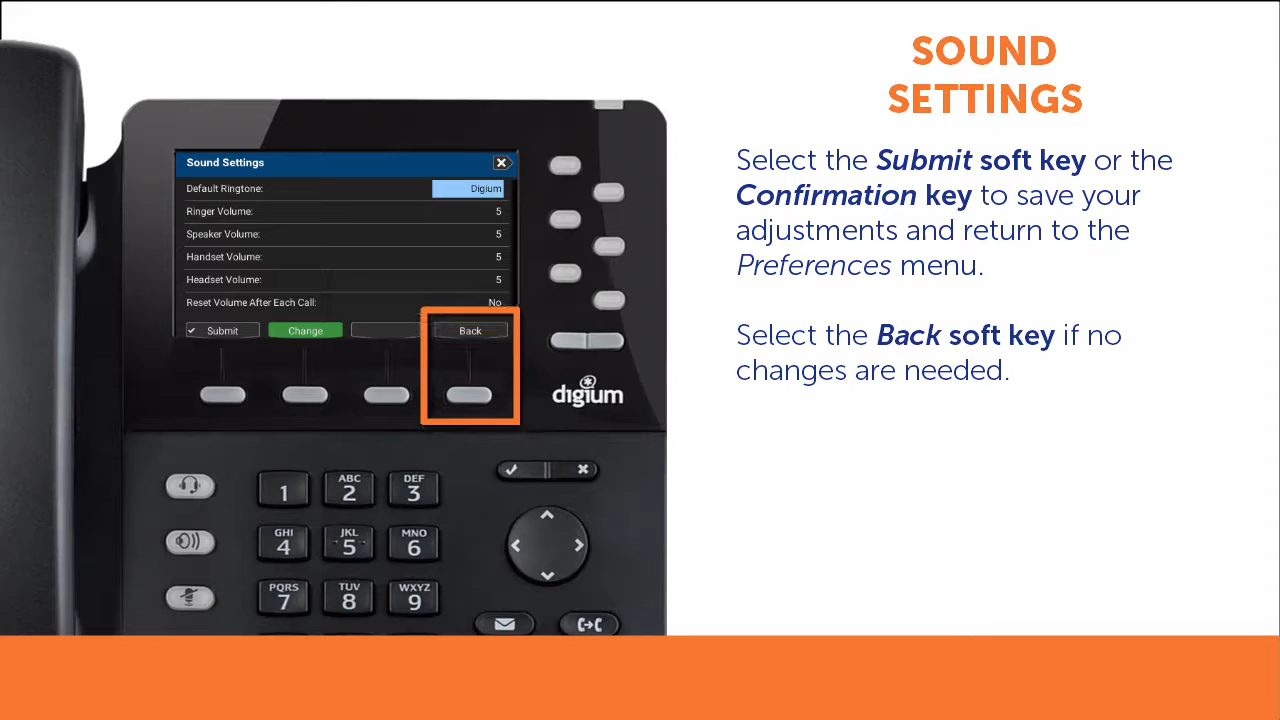 SOUND
SETTINGS
Select the Submit soft key or the
Confirmation key to save your
adjustments and return to the
Preferences menu.
Select the Back soft key if no
changes are needed.
Sound Settings
Default Ringtone: Digium
Ringer Volume: 5
Speaker Volume: 5
Handset Volume: 5
Headset Volume: 5
Reset Volume After Each Call: No
Submit Change Back
digium
1 ABC 2 DEF 3
GHI 4 JKL 5 MNO 6
PQRS 7 TUV 8 WXYZ 9